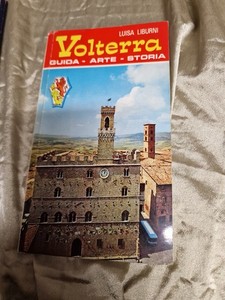 LUISA LIBURNI
Volterra
GUIDA - ARTE - STORIA